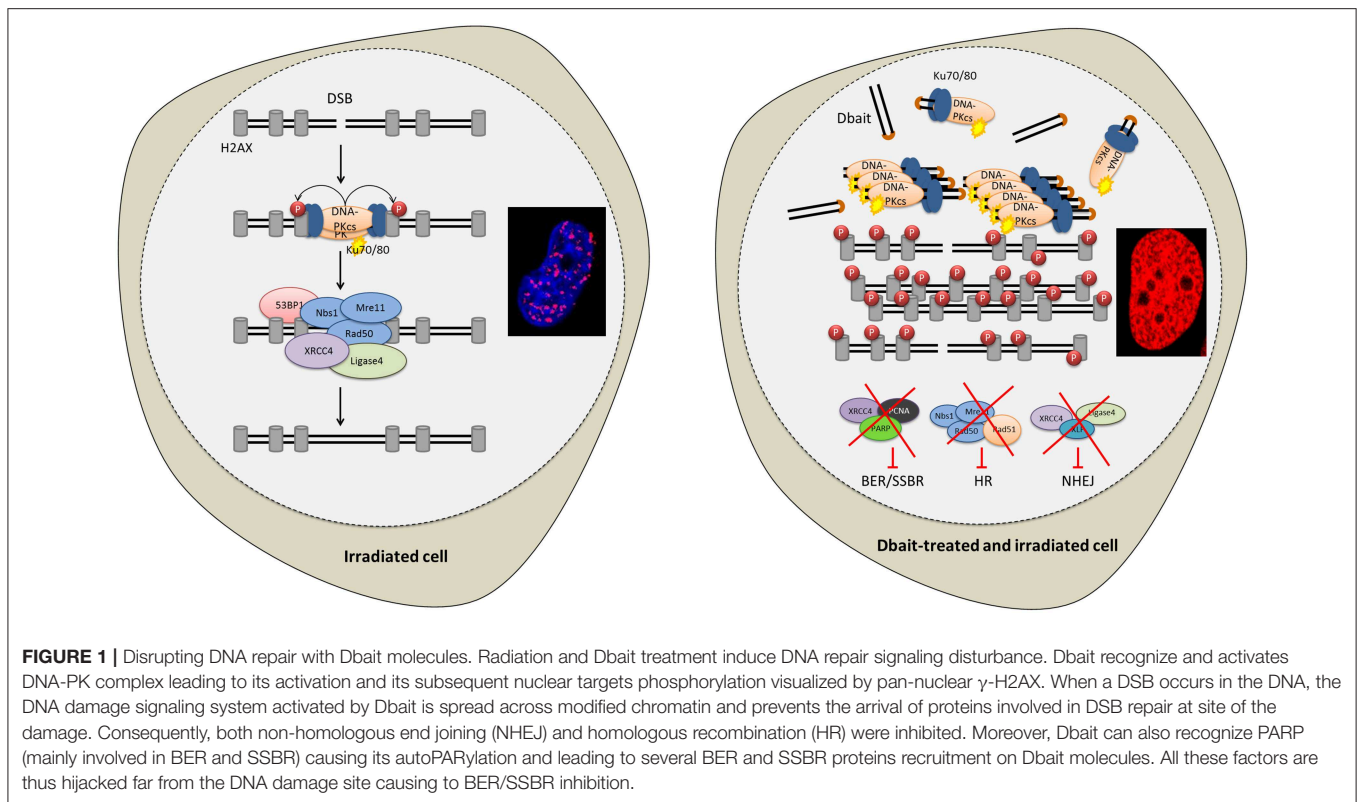 DSB
H2AX
P
P
DNA-
PKcs
PK
Ku70/80
53BP1
Nbs1
Mre11
Rad50
XRCC4
Ligase4
Irradiated cell
Ku70/80
DNA-
PKcs
Dbait
DNA-
PKcs
DNA-
DNA-
DNA-
PKcs
DNA-
DNA-
DNA-
DNA-
PKcs
P P P P P
P
P P P P P P P
P P P P P P P
P P P P P
P
XRCC4
PCNA
PARP
Nbs1
Mre11
Rad50
Rad51
XRCC4
Ligase4
XLF
BER/SSBR
HR
NHEJ
Dbait-treated and irradiated cell
FIGURE 1 | Disrupting DNA repair with Dbait molecules. Radiation and Dbait treatment induce DNA repair signaling disturbance. Dbait recognize and activates
DNA-PK complex leading to its activation and its subsequent nuclear targets phosphorylation visualized by pan-nuclear γ-H2AX. When a DSB occurs in the DNA, the
DNA damage signaling system activated by Dbait is spread across modified chromatin and prevents the arrival of proteins involved in DSB repair at site of the
damage. Consequently, both non-homologous end joining (NHEJ) and homologous recombination (HR) were inhibited. Moreover, Dbait can also recognize PARP
(mainly involved in BER and SSBR) causing its autoPARylation and leading to several BER and SSBR proteins recruitment on Dbait molecules. All these factors are
thus hijacked far from the DNA damage site causing to BER/SSBR inhibition.